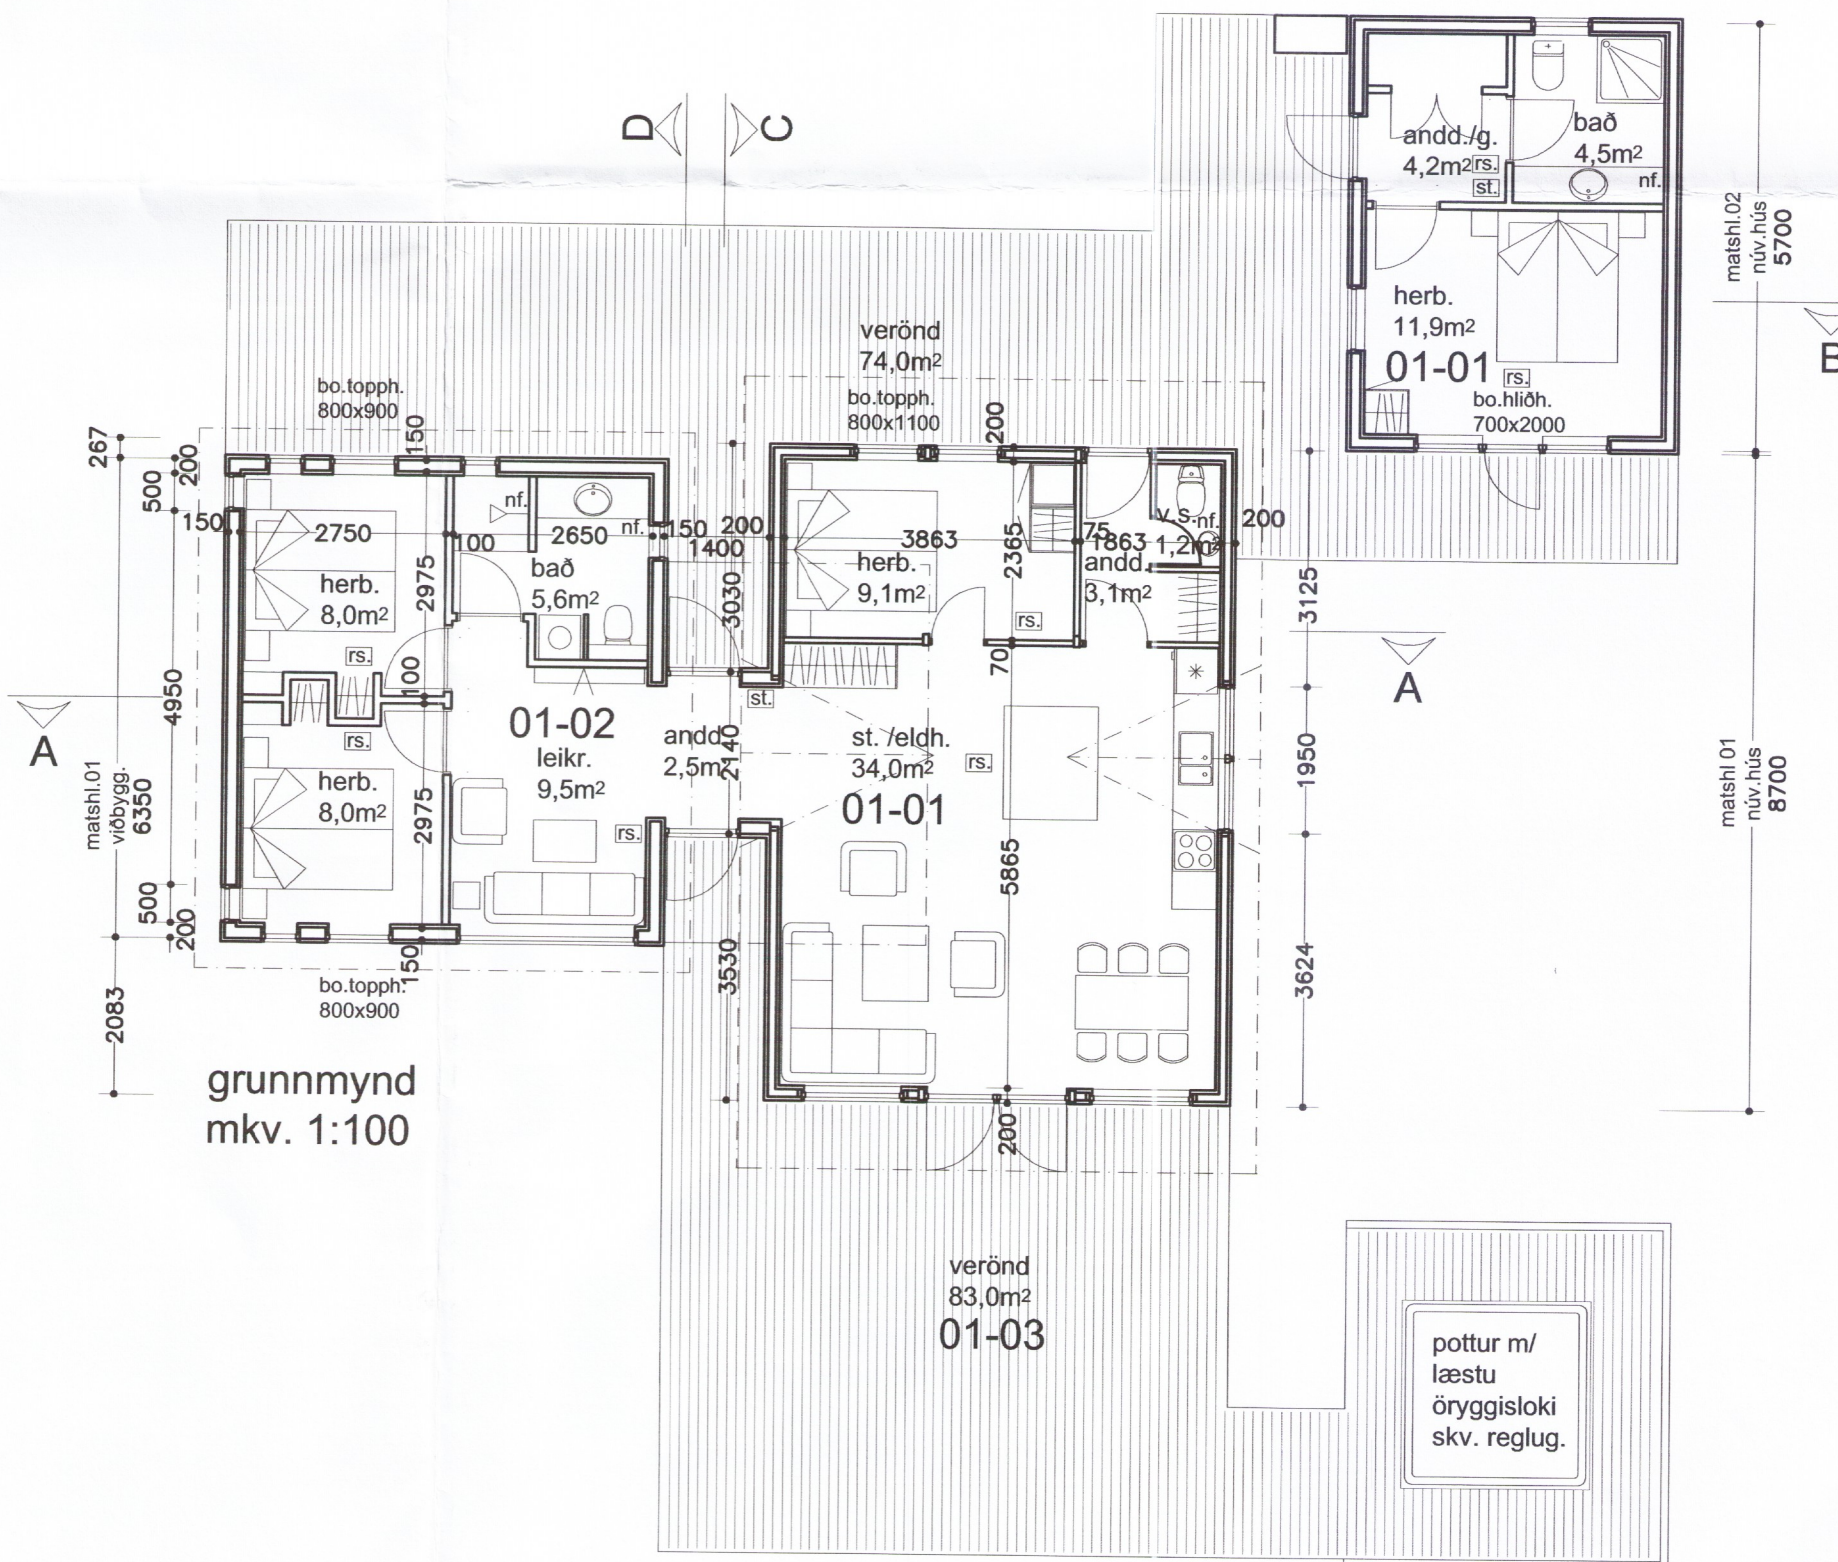 D
C
bað
4,5m²
nf.
andd./g.
4,2m²
rs.
st.
herb.
11,9m²
01-01
rs.
bo.hliðh.
700x2000
matshl.02
núv.hús
5700
B
verönd
74,0m²
bo.topph.
800x900
bo.topph.
800x1100
267
200
500
150
150
2750
100
nf.
2650
nf.
150
200
1400
200
3863
2365
75
1863
v.s.
nf.
1,2m²
200
herb.
8,0m²
2975
bað
5,6m²
3030
herb.
9,1m²
andd.
3,1m²
3125
rs.
rs.
100
70
4950
A
A
st.
rs.
01-02
leikr.
9,5m²
andd.
2,5m²
2140
st. /eldh.
34,0m²
rs.
01-01
1950
matshl.01
viðbygg.
6350
herb.
8,0m²
2975
rs.
5865
matshl 01
núv.hús
8700
500
200
150
3530
3624
bo.topph.
800x900
2083
200
grunnmynd
mkv. 1:100
verönd
83,0m²
01-03
pottur m/
læstu
öryggisloki
skv. reglug.